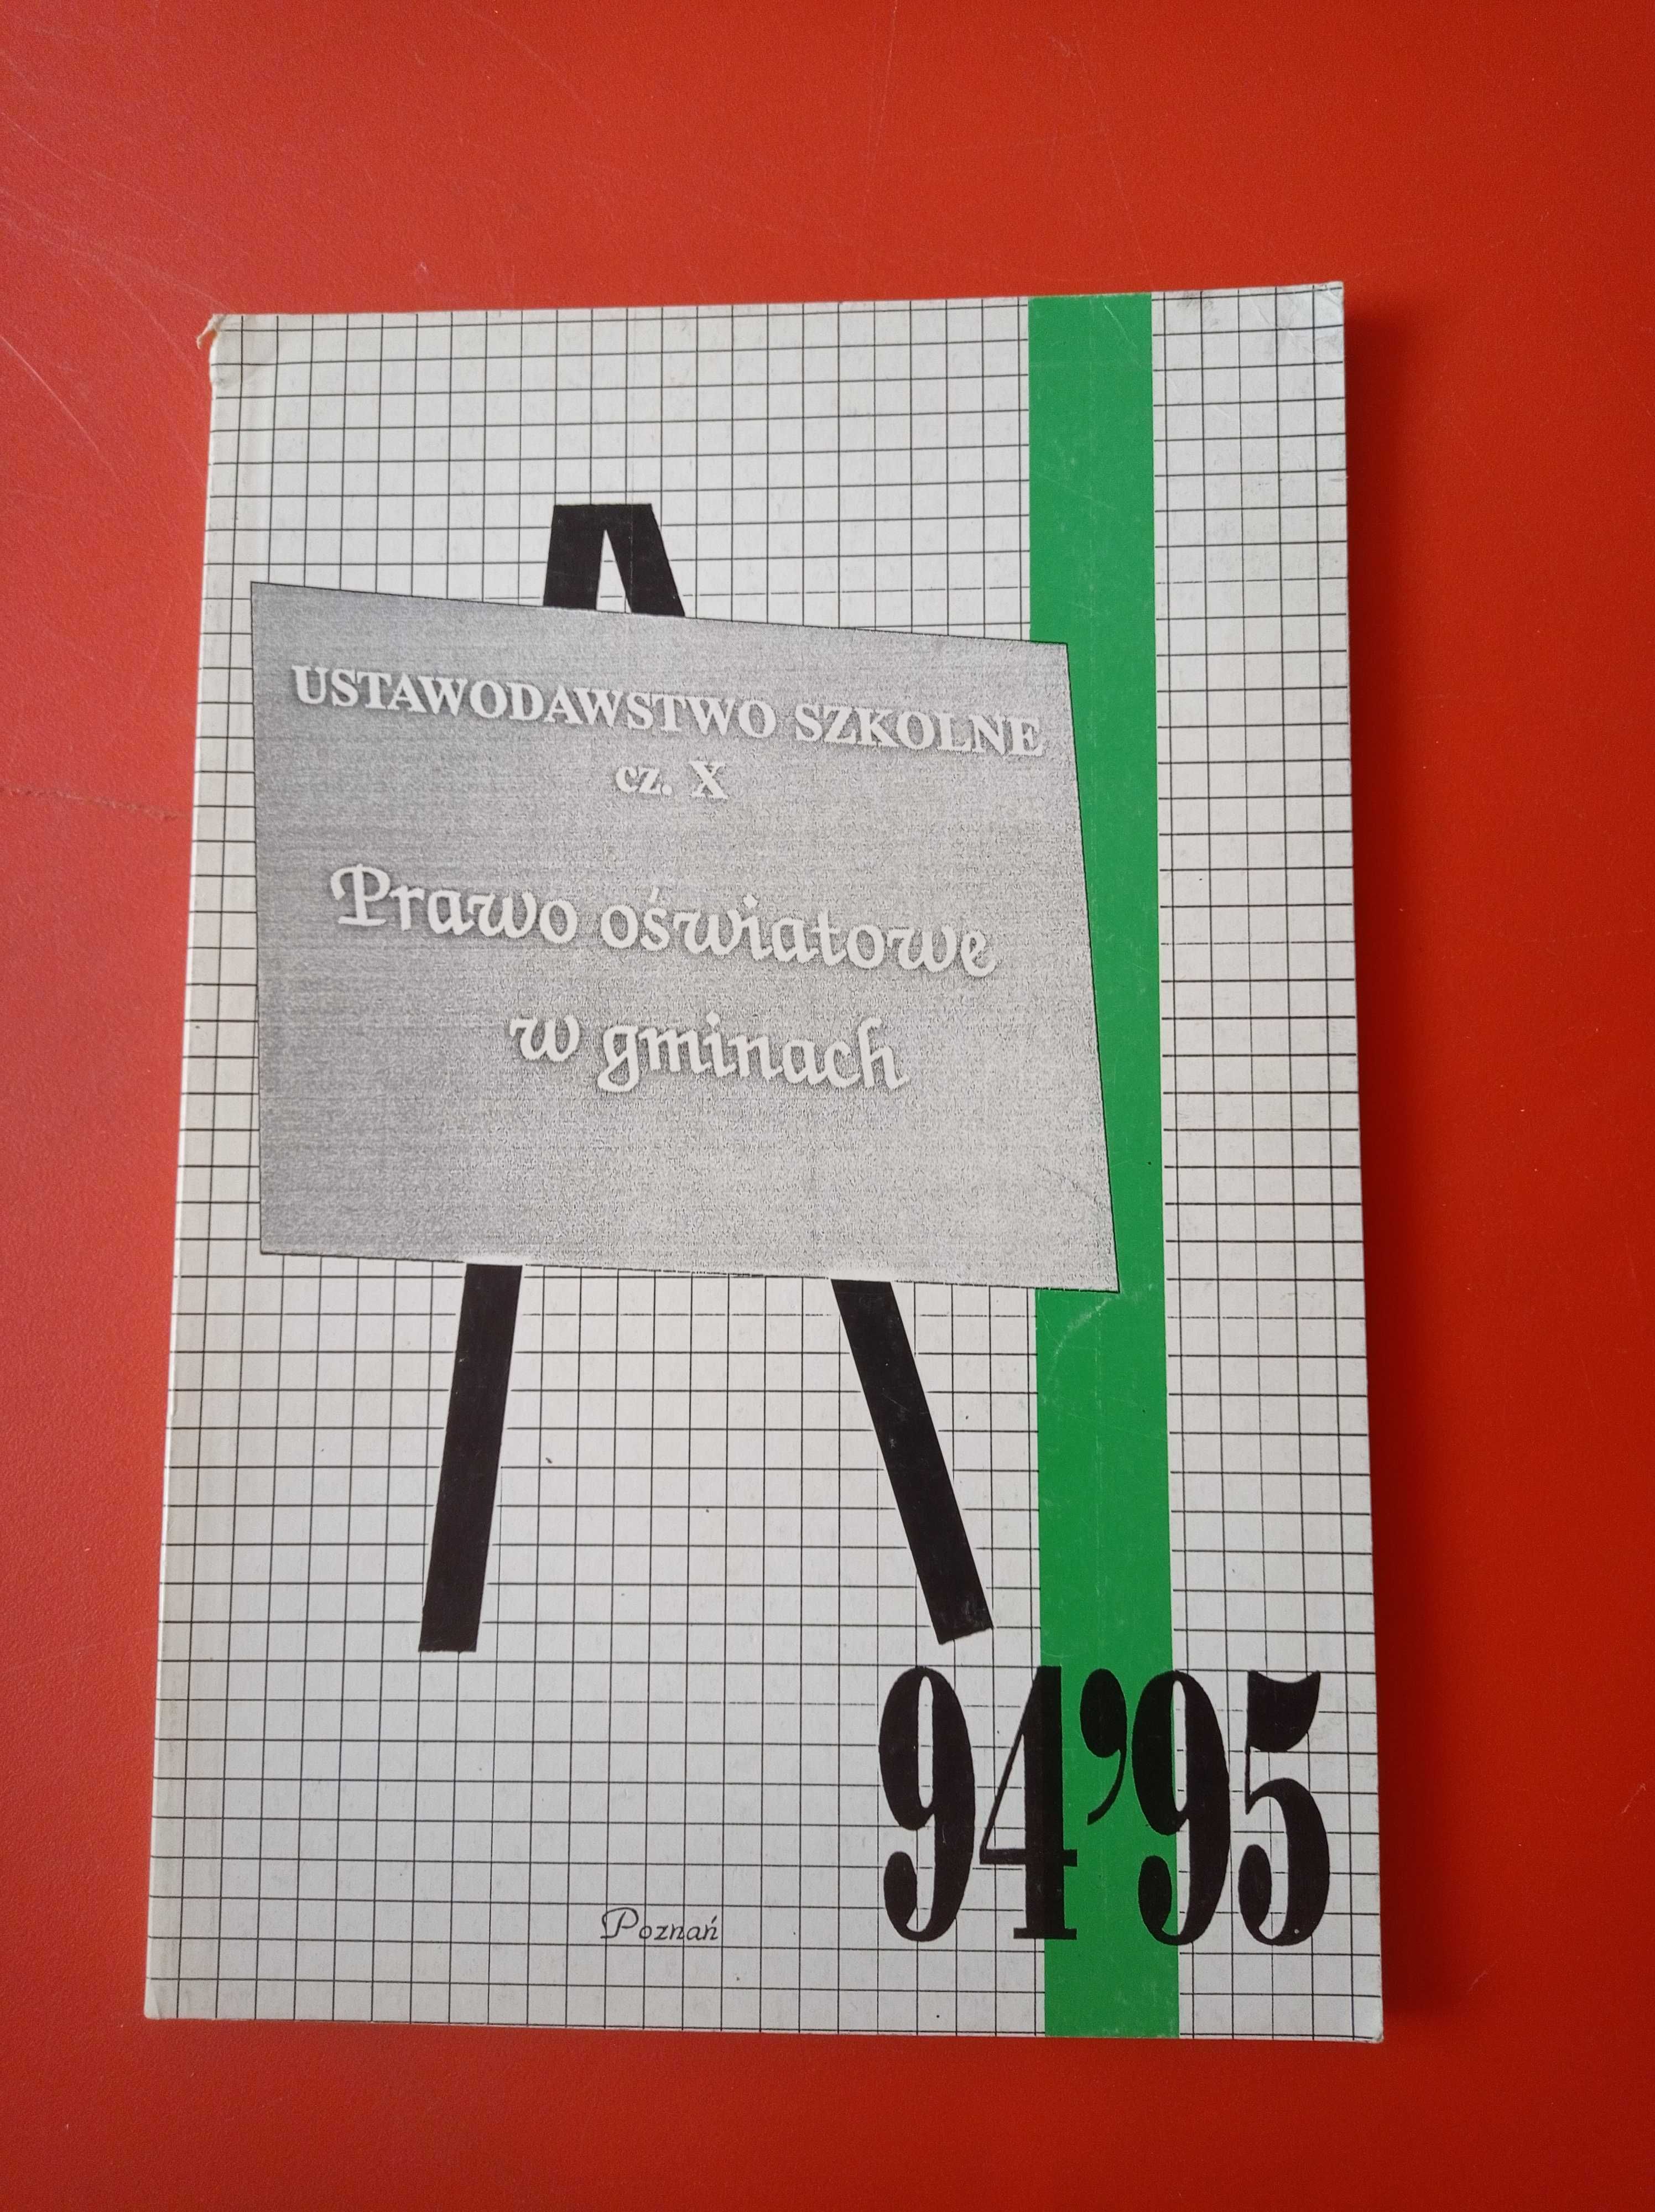 USTAWODAWSTWO SZKOLNE
cz. X
Prawo oświatowe
w gminach
94'95
Poznań